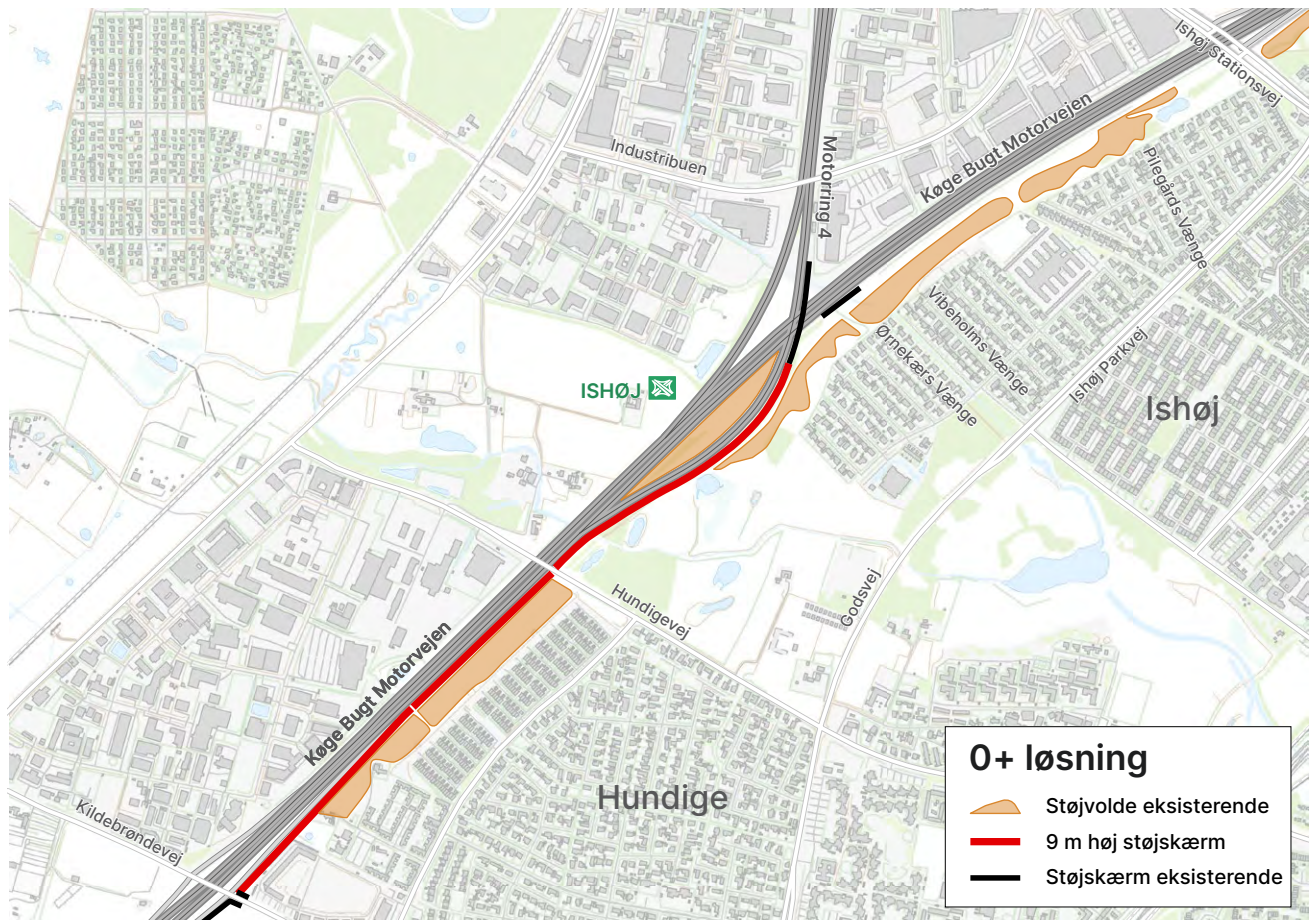 Ishøj Stationsvej
Køge Bugt Motorvejen
Industribuen
Motorring 4
Pilegårds Vænge
Vibeholms Vænge
Ørnekærs Vænge
Ishøj Parkvej
ISHØJ
Ishøj
Hundigevej
Godsvej
Køge Bugt Motorvejen
Hundige
Kildebrøndevej
0+ løsning
Støjvolde eksisterende
9 m høj støjskærm
Støjskærm eksisterende